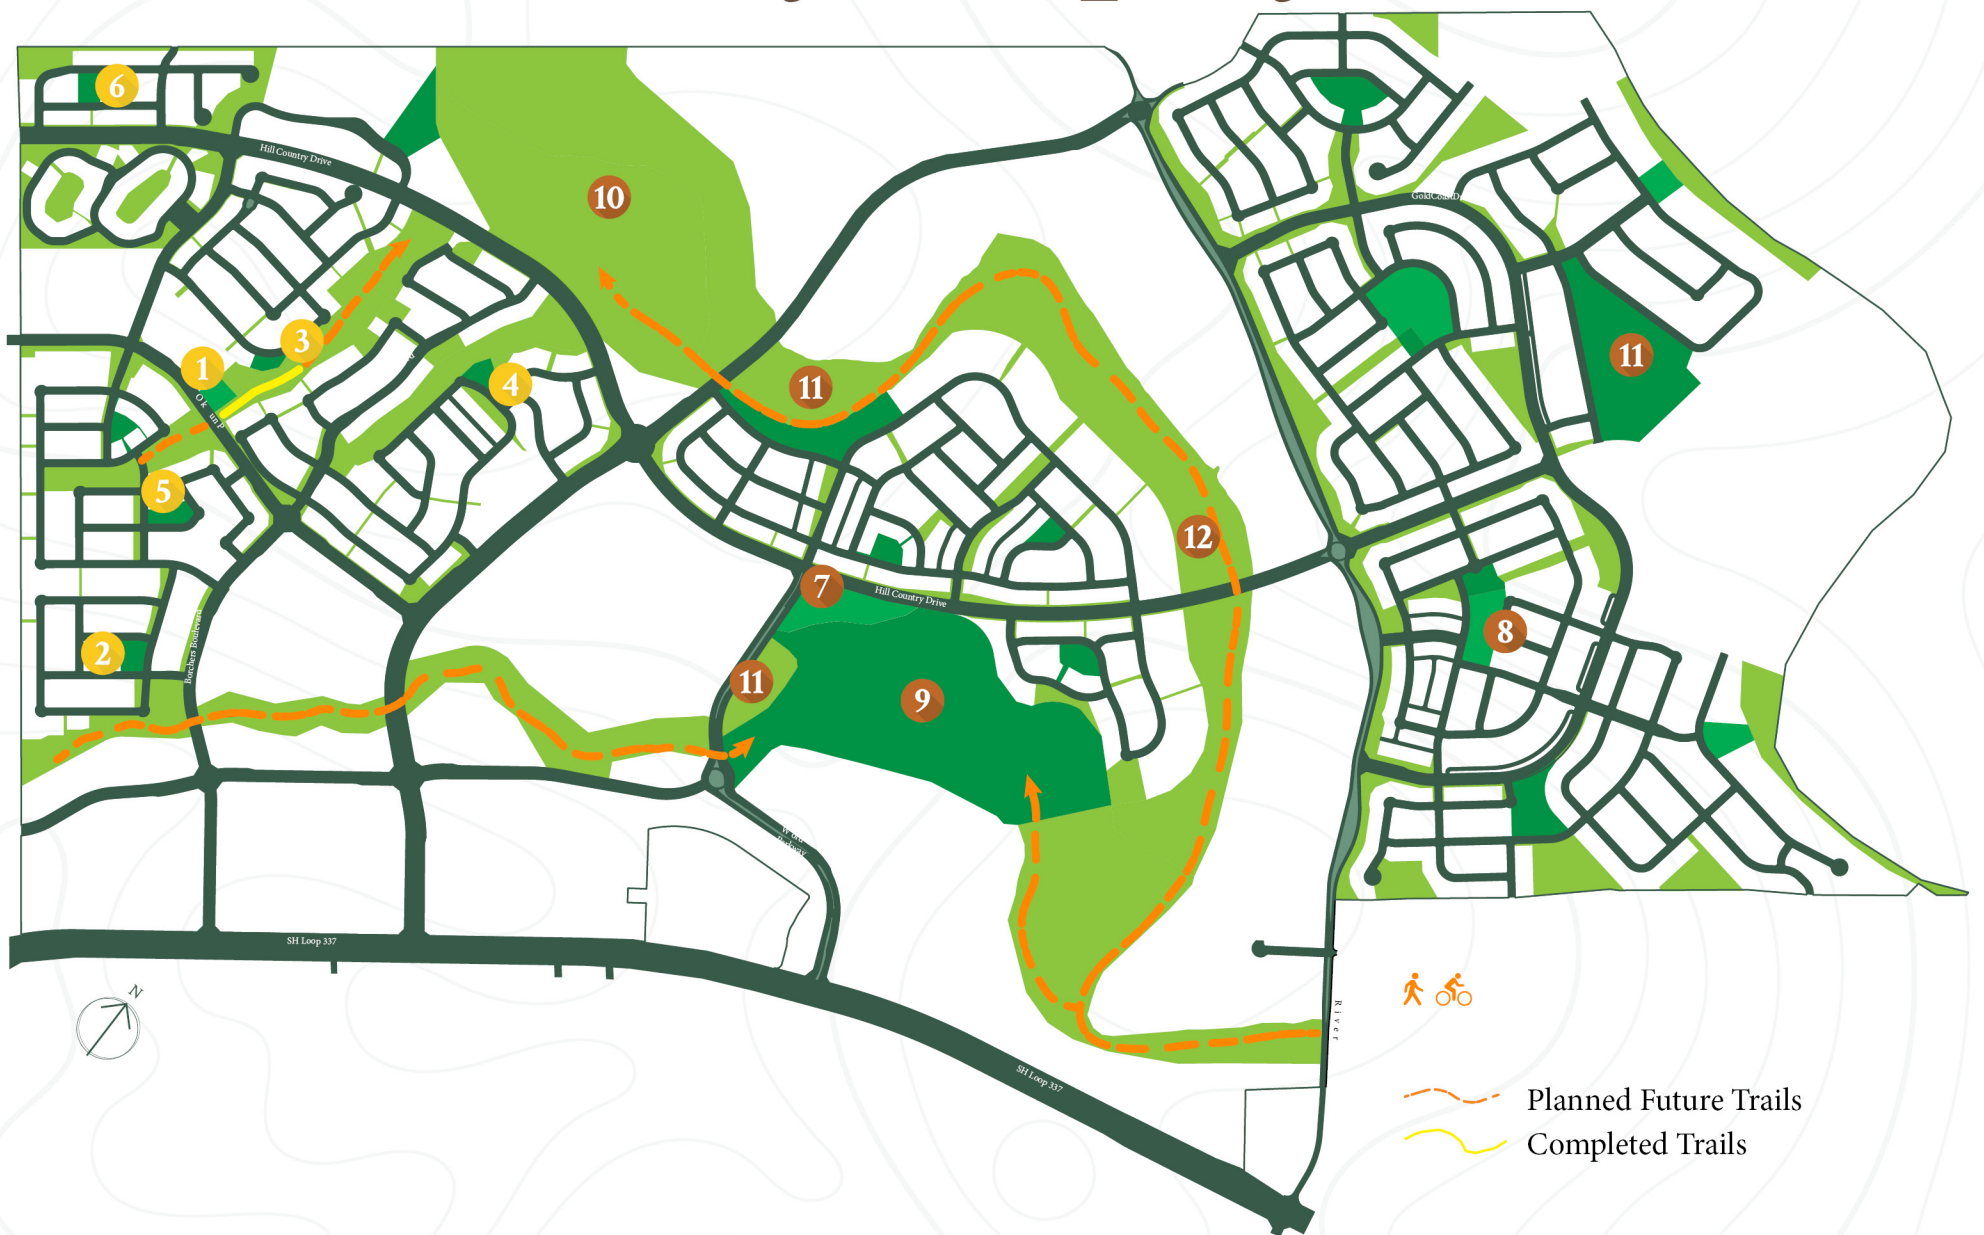 6
Hill Country Drive
10
3
1
4
5
2
Borchers Boulevard
11
7
Hill Country Drive
12
11
9
11
8
SH Loop 337
N
River
SH Loop 337
Planned Future Trails
Completed Trails